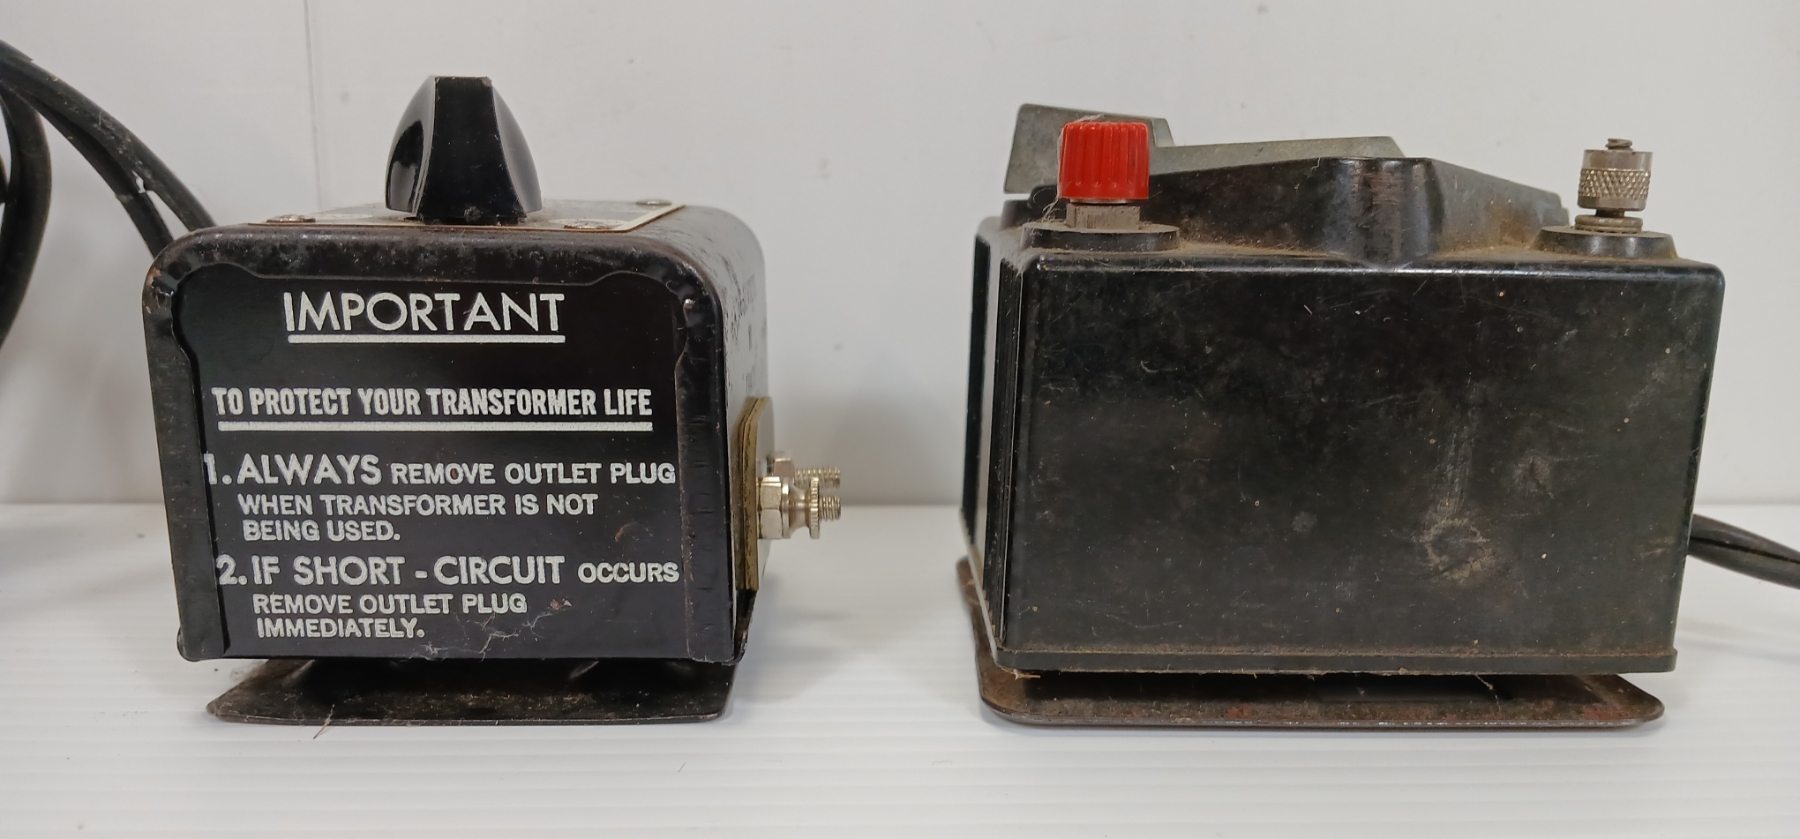 IMPORTANT
TO PROTECT YOUR TRANSFORMER LIFE
1. ALWAYS REMOVE OUTLET PLUG
WHEN TRANSFORMER IS NOT
BEING USED.
2. IF SHORT - CIRCUIT OCCURS
REMOVE OUTLET PLUG
IMMEDIATELY.